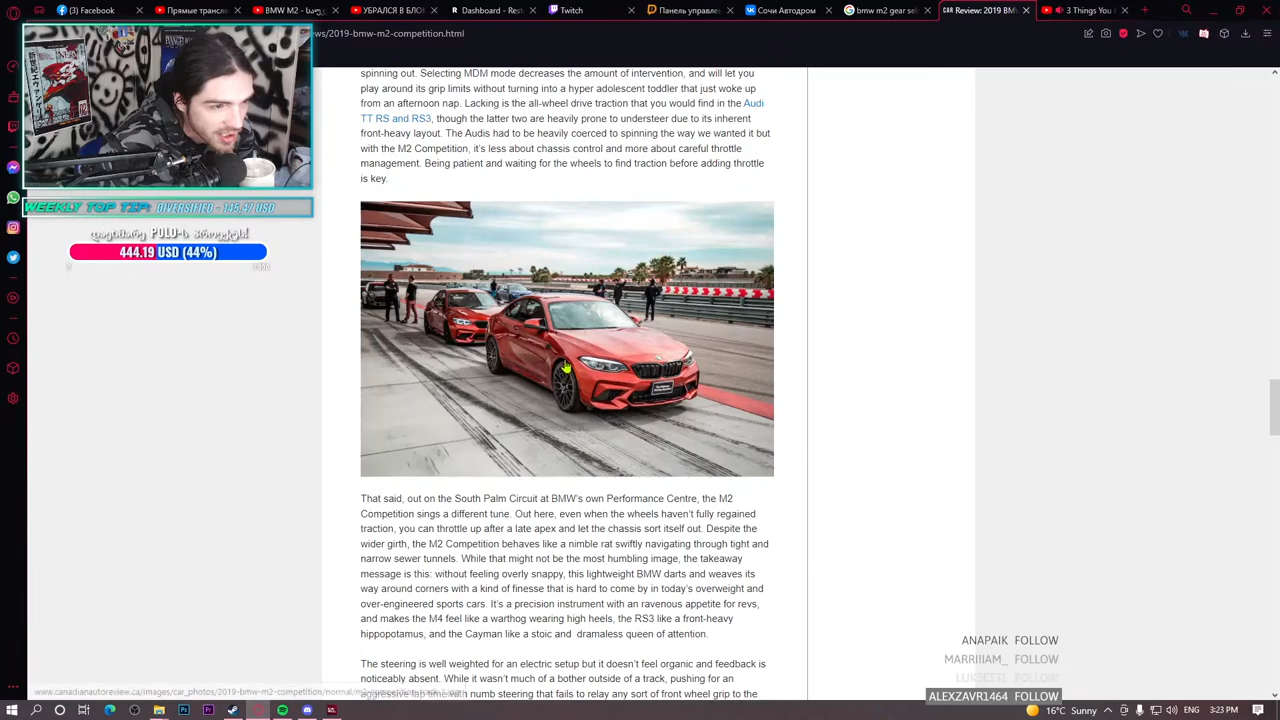 Facebook
Прямые транс
BMW M2 - სა
УБРАЛСЯ В БЛО
Dashboard - Rest
Twitch
Панель управле
Сочи Автодром
bmw m2 gear sele
Review: 2019 BM
3 Things You
ws/2019-bmw-m2-competition.html
spinning out. Selecting MDM mode decreases the amount of intervention, and will let you
play around its grip limits without turning into a hyper adolescent toddler that just woke up
from an afternoon nap. Lacking is the all-wheel drive traction that you would find in the Audi
TT RS and RS3, though the latter two are heavily prone to understeer due to its inherent
front-heavy layout. The Audis had to be heavily coerced to spinning the way we wanted it but
with the M2 Competition, it's less about chassis control and more about careful throttle
management. Being patient and waiting for the wheels to find traction before adding throttle
is key.
WEEKLY TOP TIP: DIVERSIFIED - 145.47 USD
POLO-ს
444.19 USD (44%)
That said, out on the South Palm Circuit at BMW's own Performance Centre, the M2
Competition sings a different tune. Out here, even when the wheels haven't fully regained
traction, you can throttle up after a late apex and let the chassis sort itself out. Despite the
wider girth, the M2 Competition behaves like a nimble rat swiftly navigating through tight and
narrow sewer tunnels. While that might not be the most humbling image, the takeaway
message is this: without feeling overly snappy, this lightweight BMW darts and weaves its
way around corners with a kind of finesse that is hard to come by in today's overweight and
over-engineered sports cars. It's a precision instrument with an ravenous appetite for revs,
and makes the M4 feel like a warthog wearing high heels, the RS3 like a front-heavy
hippopotamus, and the Cayman like a stoic and dramaless queen of attention.
The steering is well weighted for an electric setup but it doesn't feel organic and feedback is
noticeably absent. While it wasn't much of a bother outside of a track, pushing for an
aggressive lap time with numb steering that fails to relay any sort of front wheel grip to the
ANAPAIK FOLLOW
MARRIIIAM_ FOLLOW
FOLLOW
ALEXZAVR1464 FOLLOW
16°C Sunny
ENG
3:23 PM